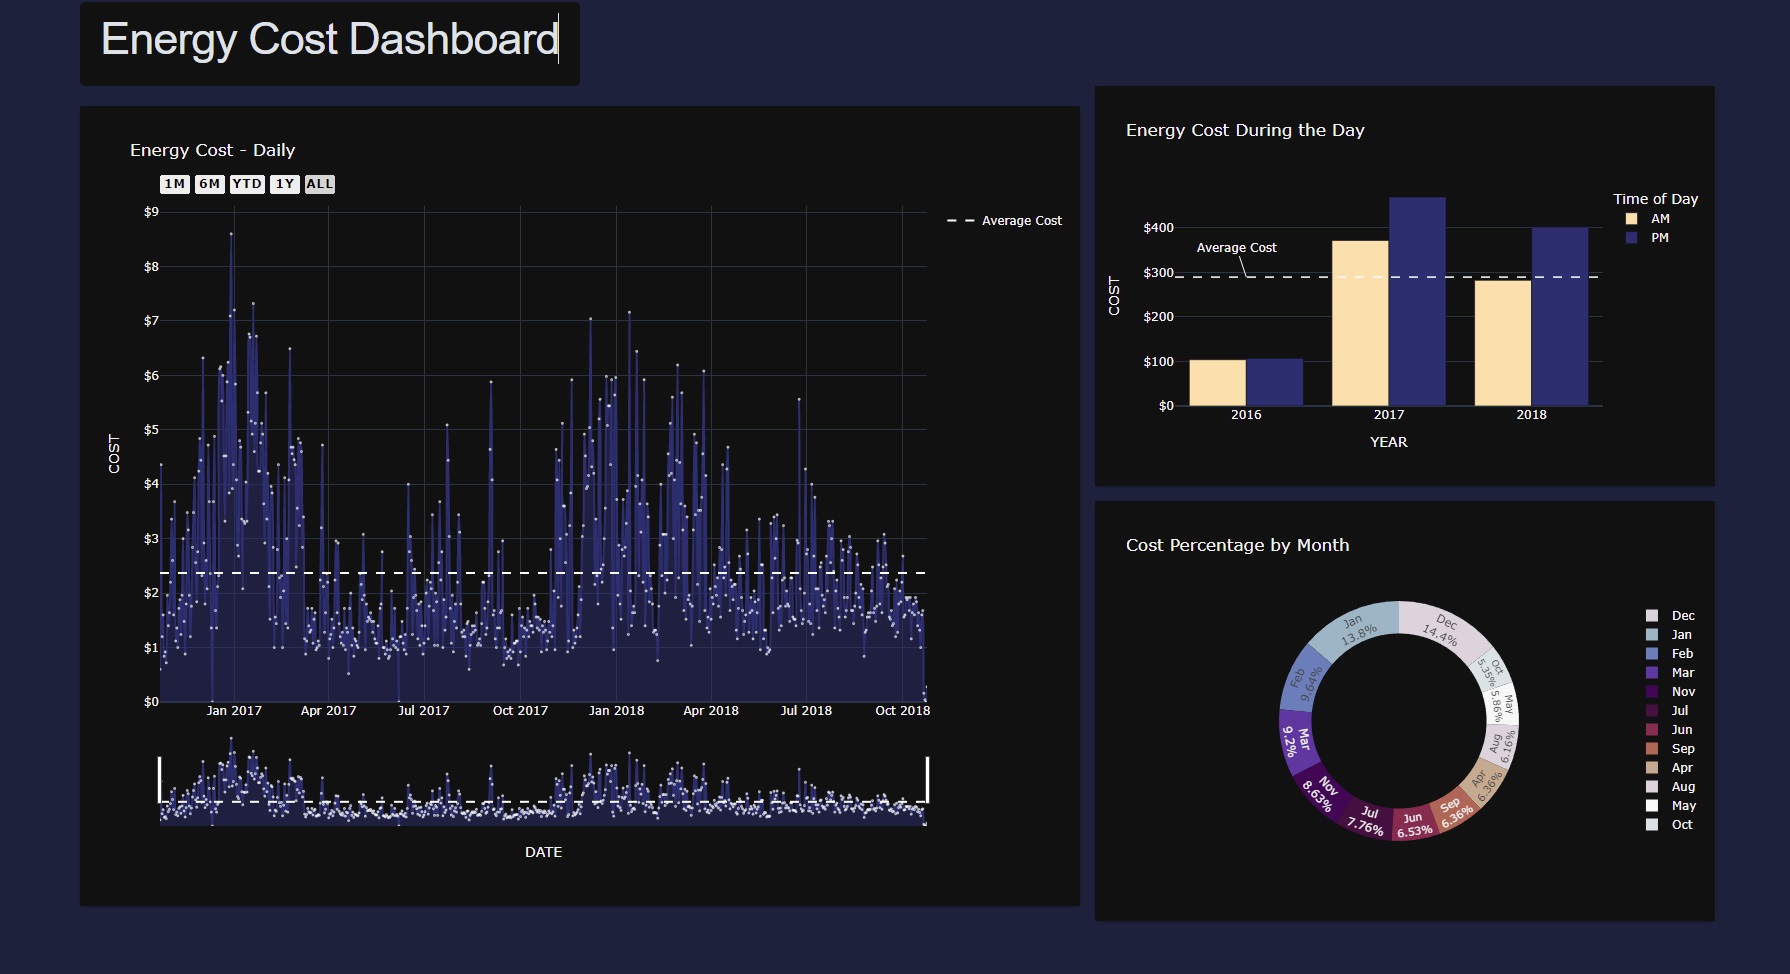 Energy Cost Dashboard
Energy Cost - Daily
1M 6M YTD 1Y ALL
Average Cost
$9
$8
$7
$6
$5
$4
$3
$2
$1
$0
COST
Jan 2017 Apr 2017 Jul 2017 Oct 2017 Jan 2018 Apr 2018 Jul 2018 Oct 2018
DATE
Energy Cost During the Day
Time of Day
AM
PM
Average Cost
$400
$300
$200
$100
$0
COST
2016 2017 2018
YEAR
Cost Percentage by Month
Dec
14.4%
Oct
5.35%
May
5.86%
Aug
6.16%
Apr
6.36%
Sep
6.36%
Jun
6.53%
Jul
7.76%
Nov
8.63%
Mar
9.2%
Feb
9.64%
Jan
13.8%
Dec
Jan
Feb
Mar
Nov
Jul
Jun
Sep
Apr
Aug
May
Oct